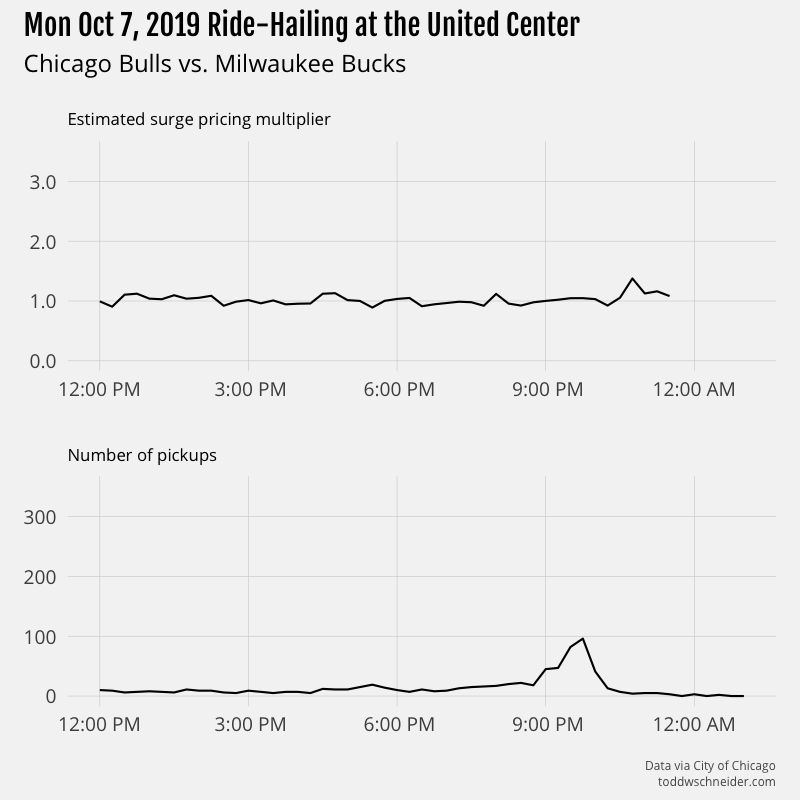 Mon Oct 7, 2019 Ride-Hailing at the United Center
Chicago Bulls vs. Milwaukee Bucks
Estimated surge pricing multiplier
3.0
2.0
1.0
0.0
12:00 PM 3:00 PM 6:00 PM 9:00 PM 12:00 AM
Number of pickups
300
200
100
0
12:00 PM 3:00 PM 6:00 PM 9:00 PM 12:00 AM
Data via City of Chicago
toddwschneider.com